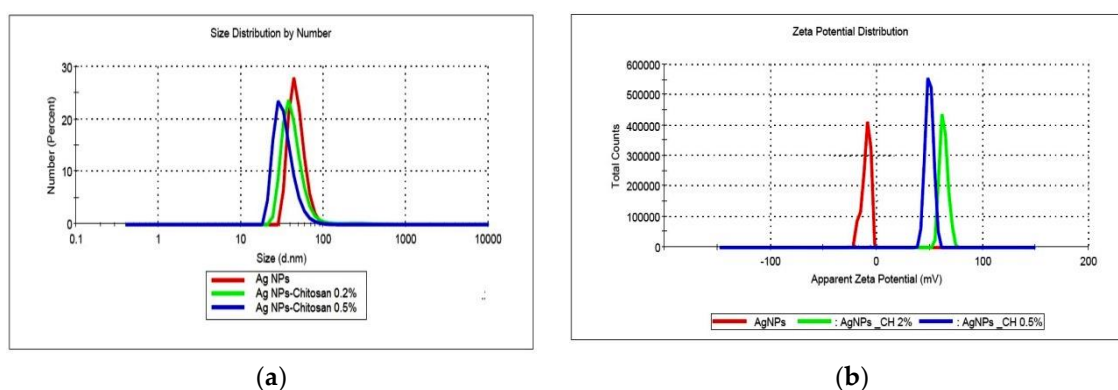 Size Distribution by Number
30
20
10
0
Number (Percent)
0.1 1 10 100 1000 10000
Size (d.nm)
Ag NPs
Ag NPs-Chitosan 0.2%
Ag NPs-Chitosan 0.5%
(a)
Zeta Potential Distribution
600000
500000
400000
300000
200000
100000
0
Total Counts
-100 0 100 200
Apparent Zeta Potential (mV)
AgNPs : AgNPs _CH 2% : AgNPs _CH 0.5%
(b)